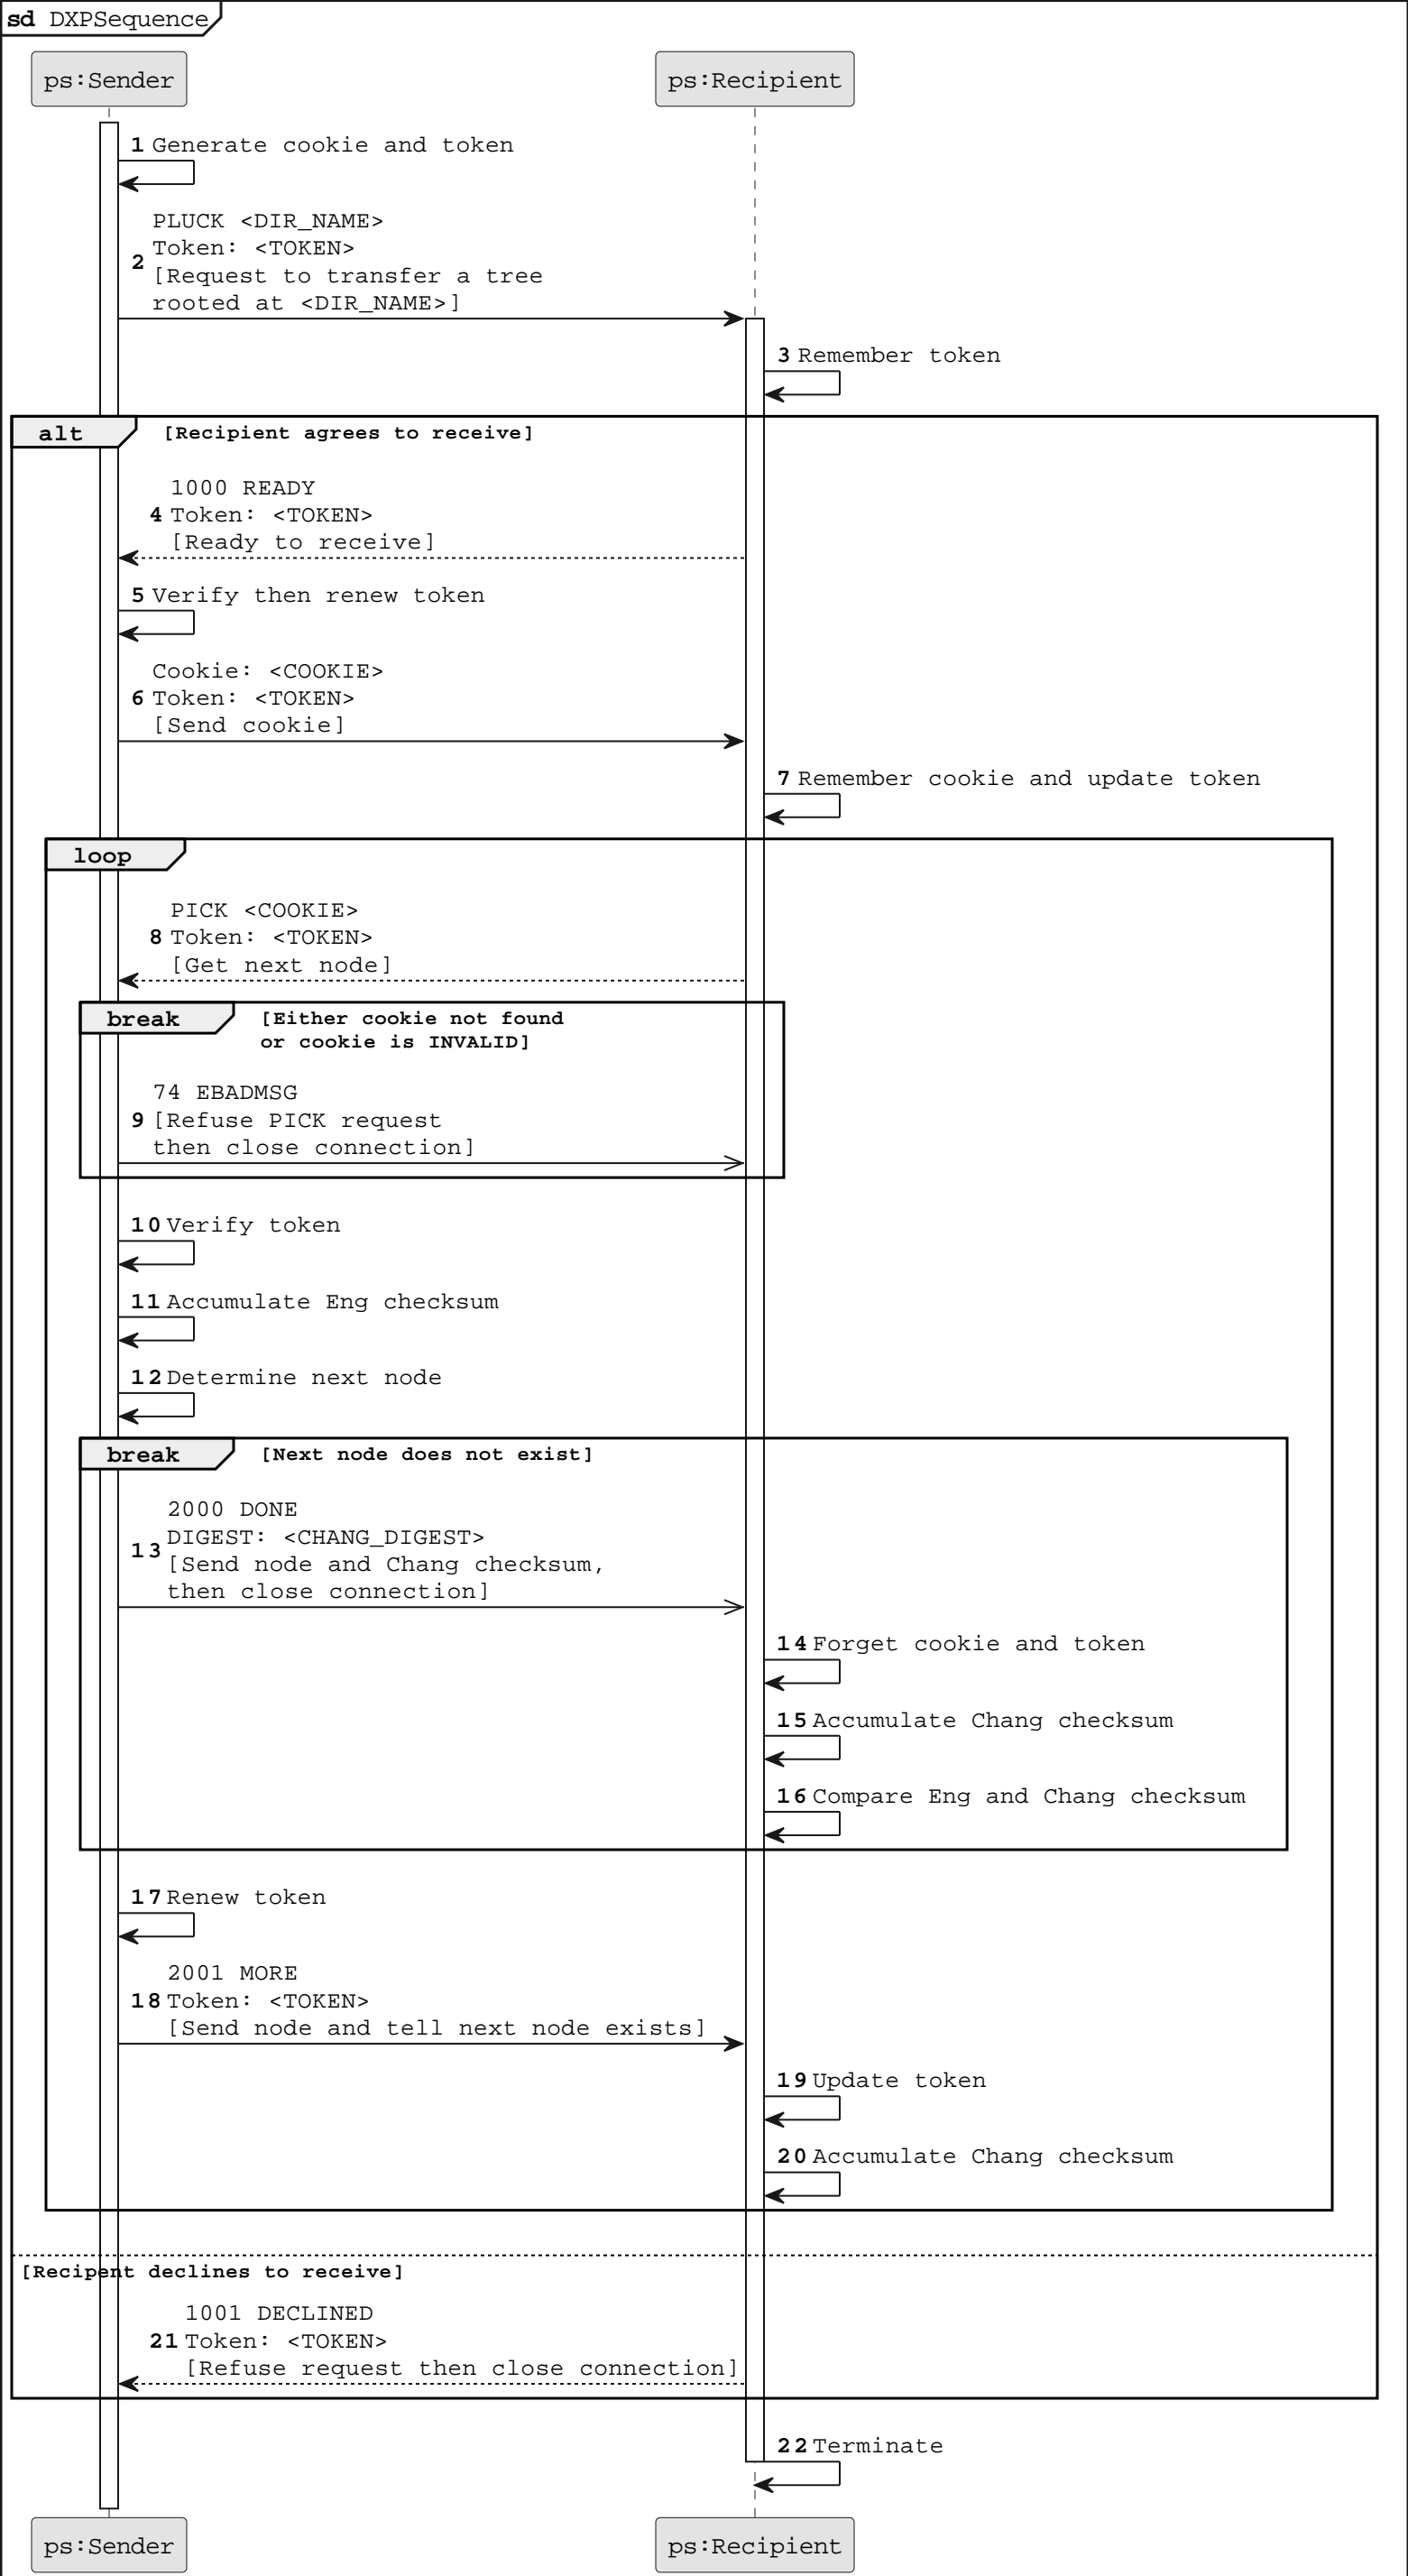 sd DXPSequence
ps:Sender
ps:Recipient
1 Generate cookie and token
PLUCK <DIR_NAME>
Token: <TOKEN>
2
[Request to transfer a tree
rooted at <DIR_NAME>]
3 Remember token
alt
[Recipient agrees to receive]
1000 READY
4 Token: <TOKEN>
[Ready to receive]
5 Verify then renew token
Cookie: <COOKIE>
6 Token: <TOKEN>
[Send cookie]
7 Remember cookie and update token
loop
PICK <COOKIE>
8 Token: <TOKEN>
[Get next node]
break
[Either cookie not found
or cookie is INVALID]
74 EBADMSG
9 [Refuse PICK request
then close connection]
10 Verify token
11 Accumulate Eng checksum
12 Determine next node
break
[Next node does not exist]
2000 DONE
DIGEST: <CHANG_DIGEST>
13
[Send node and Chang checksum,
then close connection]
14 Forget cookie and token
15 Accumulate Chang checksum
16 Compare Eng and Chang checksum
17 Renew token
2001 MORE
18 Token: <TOKEN>
[Send node and tell next node exists]
19 Update token
20 Accumulate Chang checksum
[Recipent declines to receive]
1001 DECLINED
21 Token: <TOKEN>
[Refuse request then close connection]
22 Terminate
ps:Sender
ps:Recipient